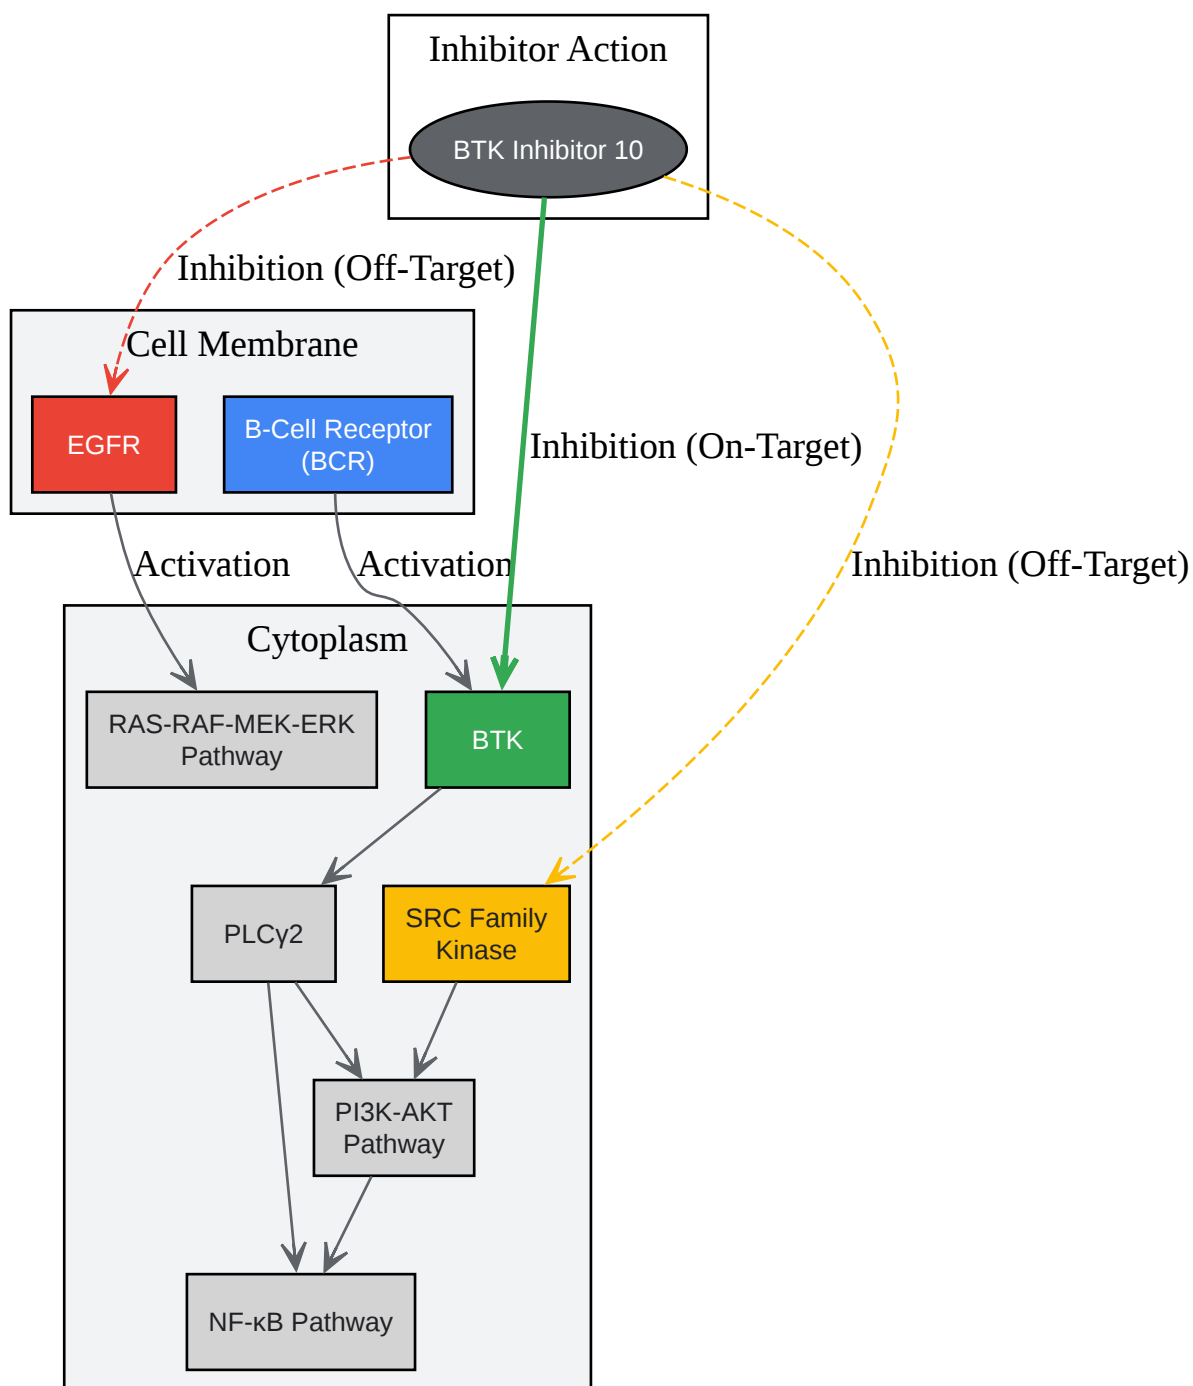 Inhibitor Action
BTK Inhibitor 10
Inhibition (Off-Target)
Cell Membrane
EGFR
B-Cell Receptor
(BCR)
Inhibition (On-Target)
Activation
Activation
Inhibition (Off-Target)
Cytoplasm
RAS-RAF-MEK-ERK
Pathway
BTK
PLCγ2
SRC Family
Kinase
PI3K-AKT
Pathway
NF-κB Pathway